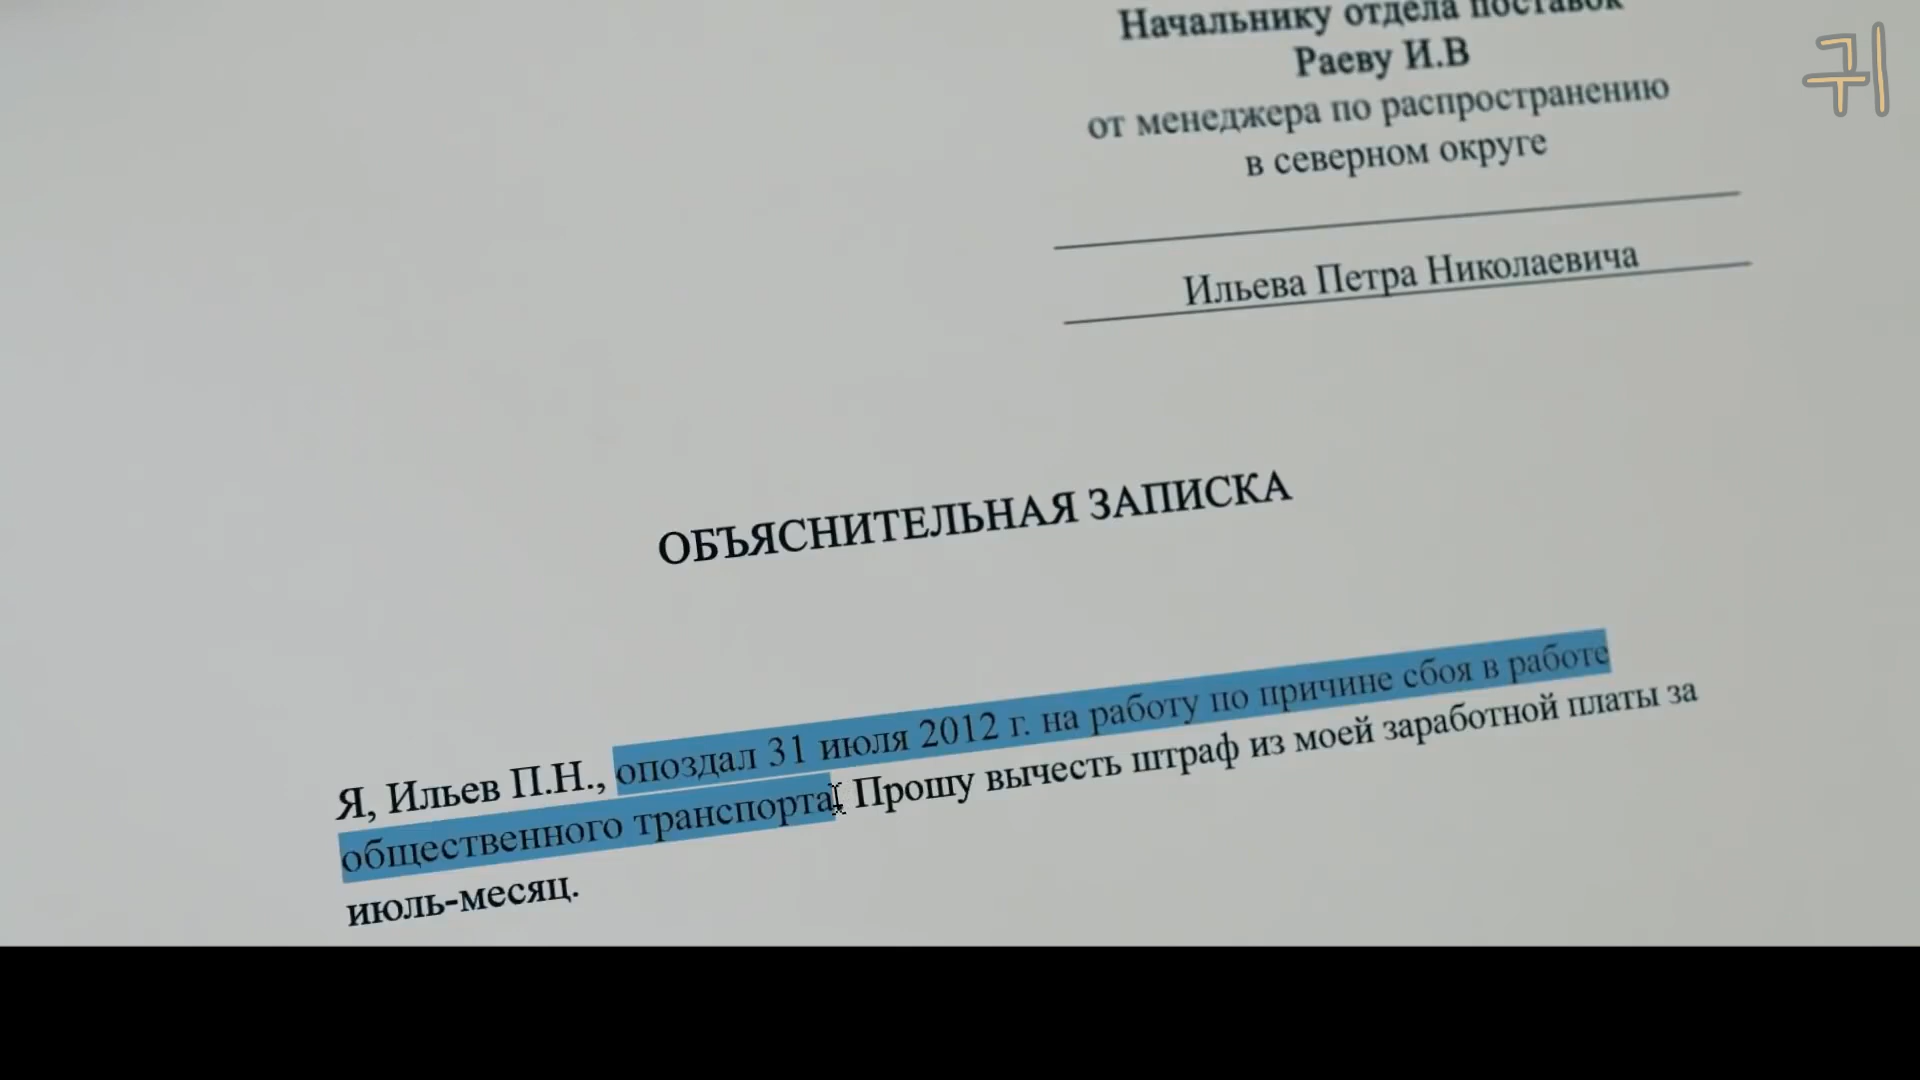 Начальнику отдела поставок
Раеву И.В
от менеджера по распространению
в северном округе
Ильева Петра Николаевича
ОБЪЯСНИТЕЛЬНАЯ ЗАПИСКА
Я, Ильев П.Н., опоздал 31 июля 2012 г. на работу по причине сбоя в работе
общественного транспорта. Прошу вычесть штраф из моей заработной платы за
июль-месяц.
귀